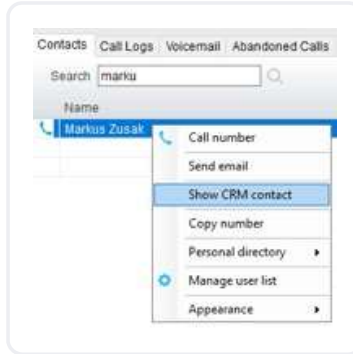 Contacts Call Logs Voicemail Abandoned Calls
Search marku
Name
Markus Zusak
Call number
Send email
Show CRM contact
Copy number
Personal directory
Manage user list
Appearance